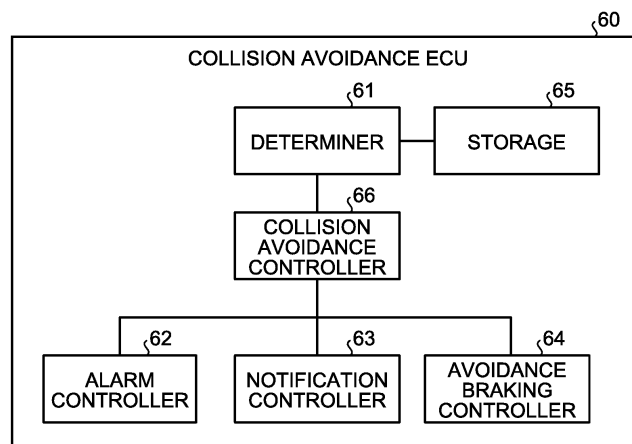 60
COLLISION AVOIDANCE ECU
61
65
DETERMINER
STORAGE
66
COLLISION
AVOIDANCE
CONTROLLER
62
63
64
ALARM
CONTROLLER
NOTIFICATION
CONTROLLER
AVOIDANCE
BRAKING
CONTROLLER